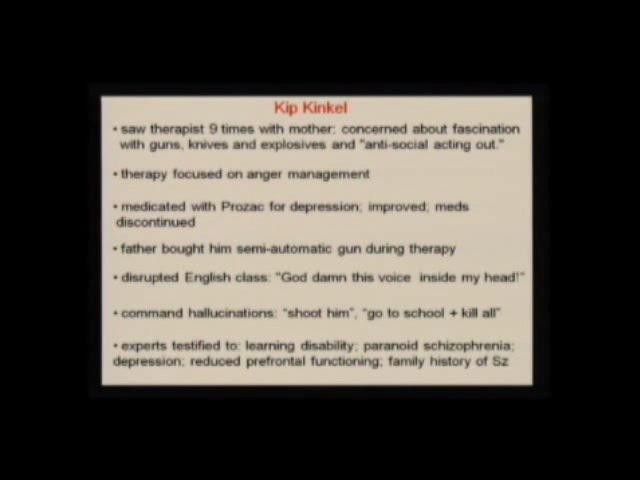 Kip Kinkel
• saw therapist 9 times with mother: concerned about fascination
with guns, knives and explosives and "anti-social acting out."
• therapy focused on anger management
• medicated with Prozac for depression; improved; meds
discontinued
• father bought him semi-automatic gun during therapy
• disrupted English class: "God damn this voice inside my head!"
• command hallucinations: "shoot him", "go to school + kill all"
• experts testified to: learning disability; paranoid schizophrenia;
depression; reduced prefrontal functioning; family history of Sz